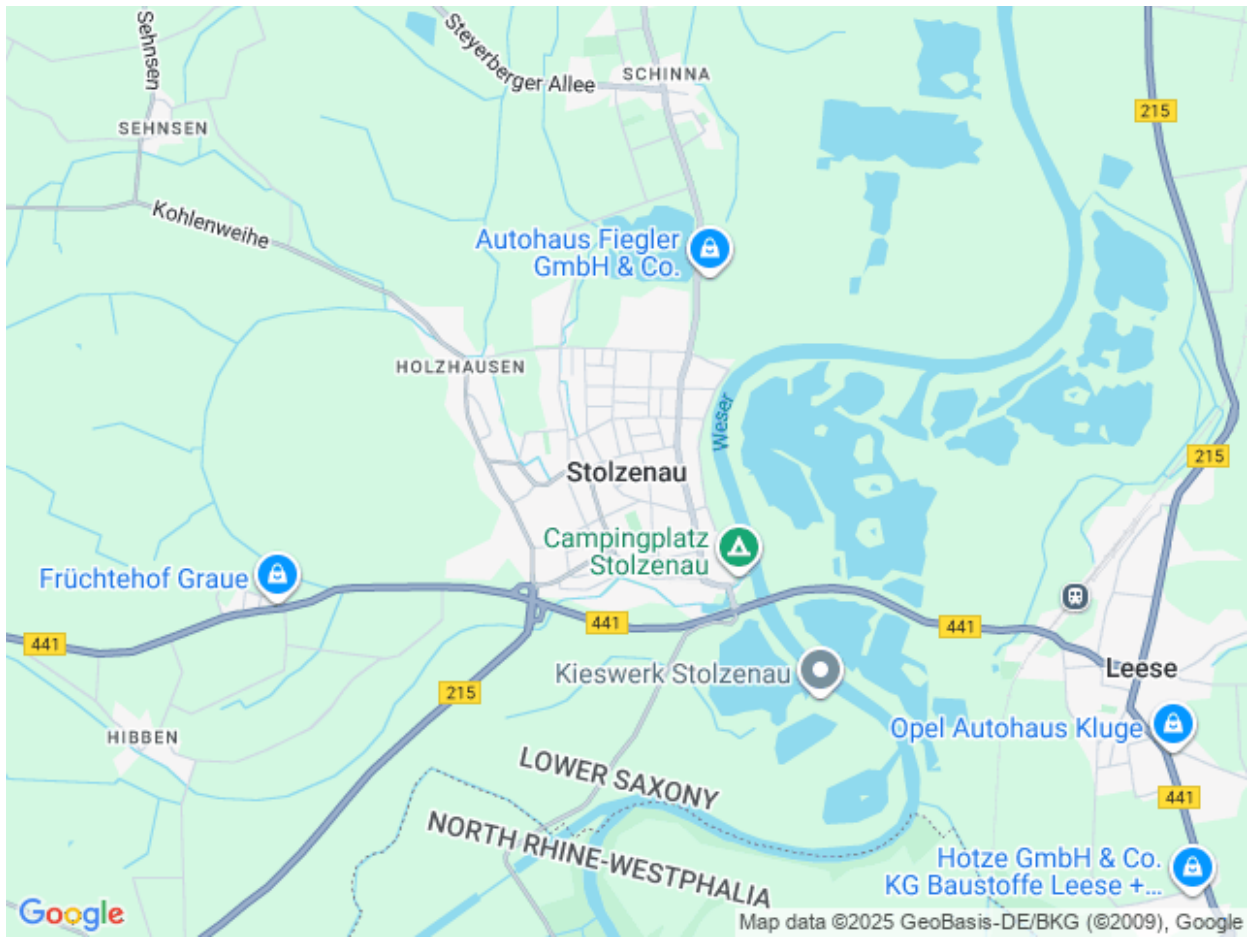 Sehnsen
Steyerberger Allee
SCHINNA
215
SEHNSEN
Kohlenweihe
Autohaus Fiegler
GmbH & Co.
HOLZHAUSEN
Weser
215
Stolzenau
Campingplatz
Stolzenau
Früchtehof Graue
441
441
441
Leese
Kieswerk Stolzenau
215
Opel Autohaus Kluge
HIBBEN
LOWER SAXONY
441
NORTH RHINE-WESTPHALIA
Hotze GmbH & Co.
KG Baustoffe Leese +...
Google
Map data ©2025 GeoBasis-DE/BKG (©2009), Google